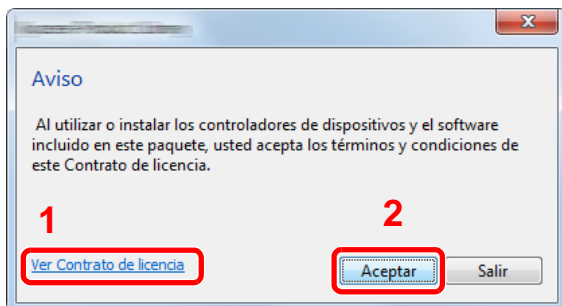 Aviso
Al utilizar o instalar los controladores de dispositivos y el software
incluido en este paquete, usted acepta los términos y condiciones de
este Contrato de licencia.
1
2
Ver Contrato de licencia
Aceptar
Salir